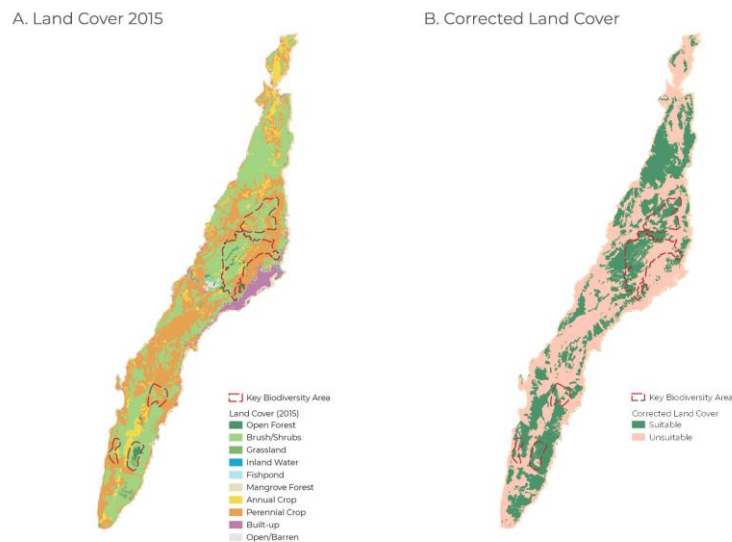 A. Land Cover 2015
B. Corrected Land Cover
Key Biodiversity Area
Land Cover (2015)
Open Forest
Brush/Shrubs
Grassland
Inland Water
Fishpond
Mangrove Forest
Annual Crop
Perennial Crop
Built-up
Open/Barren
Key Biodiversity Area
Corrected Land Cover
Suitable
Unsuitable